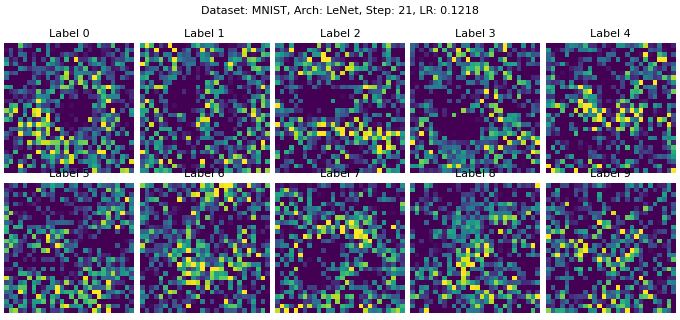 Dataset: MNIST, Arch: LeNet, Step: 21, LR: 0.1218
Label 0 Label 1 Label 2 Label 3 Label 4
Label 5 Label 6 Label 7 Label 8 Label 9